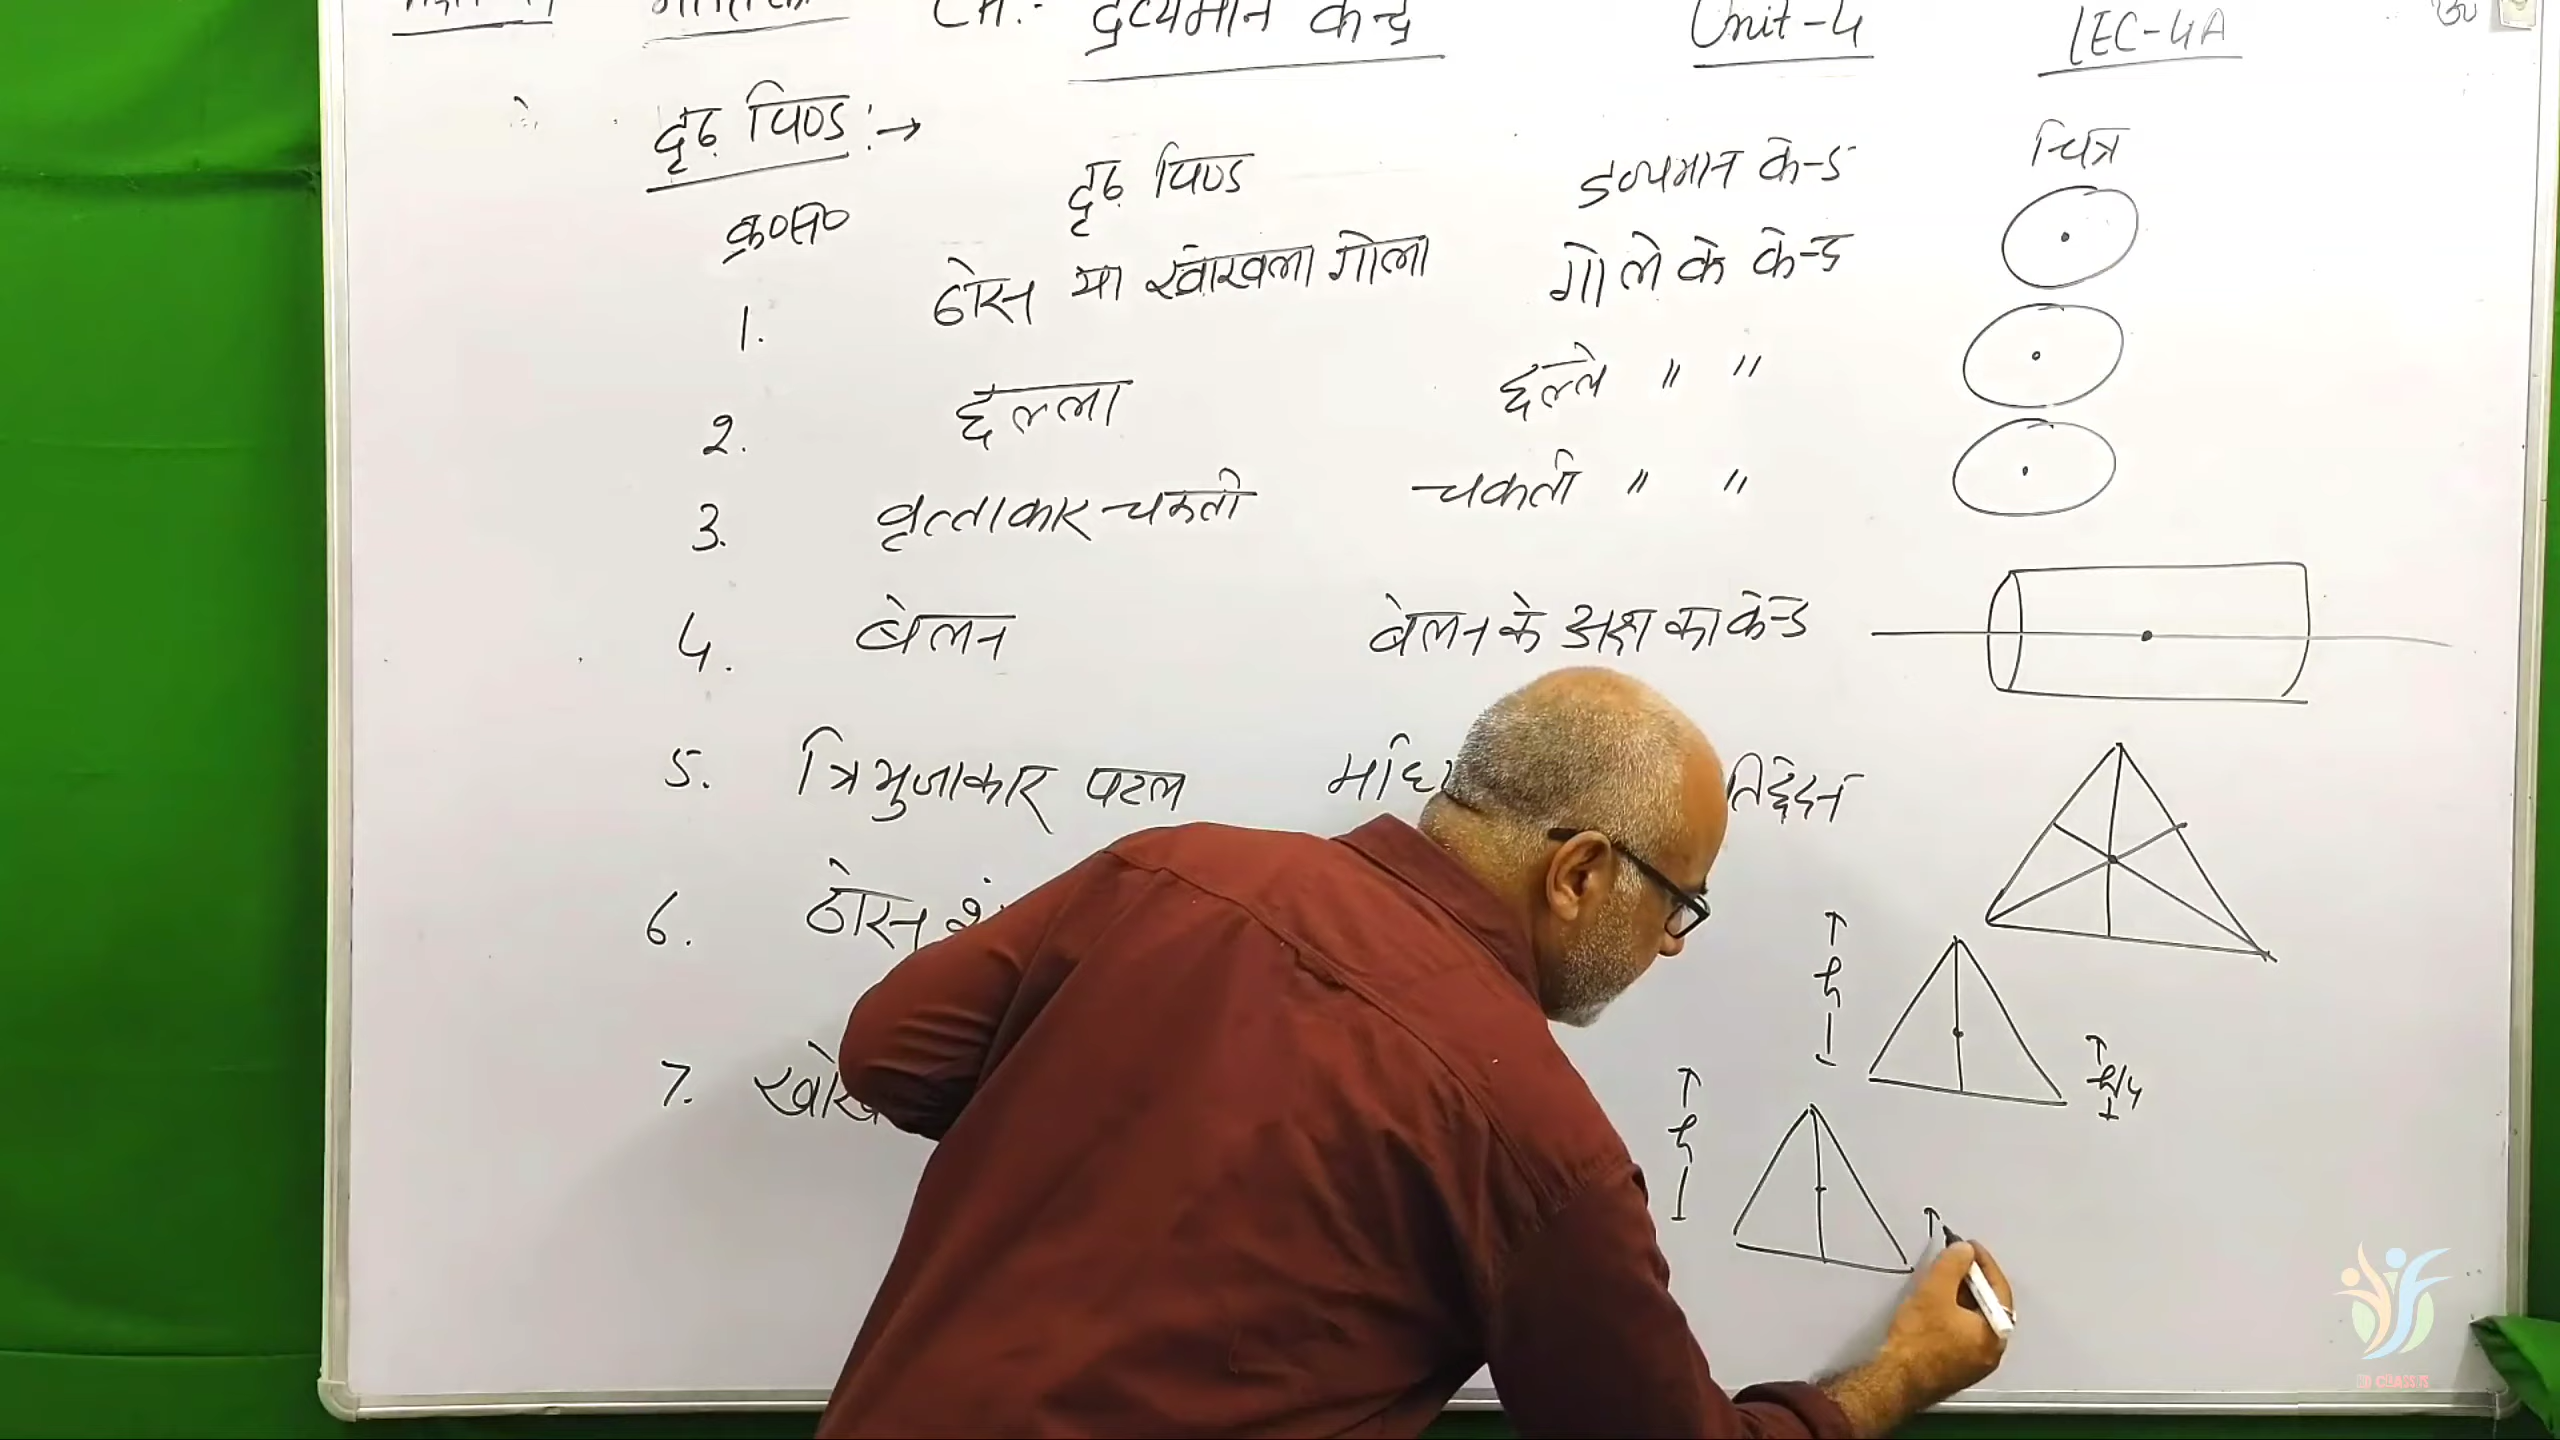 CH.:- द्रव्यमान केन्द्र Unit-4 LEC-4A
दृढ़ पिण्ड :→
क्र०सं० दृढ़ पिण्ड द्रव्यमान केन्द्र चित्र
1. ठोस या खोखला गोला गोले के केन्द्र
2. छल्ला छल्ले " "
3. वृत्ताकार चकती चकती " "
4. बेलन बेलन के अक्ष का केन्द्र
5. त्रिभुजाकार पटल
6. ठोस
h
h/4
7.
h